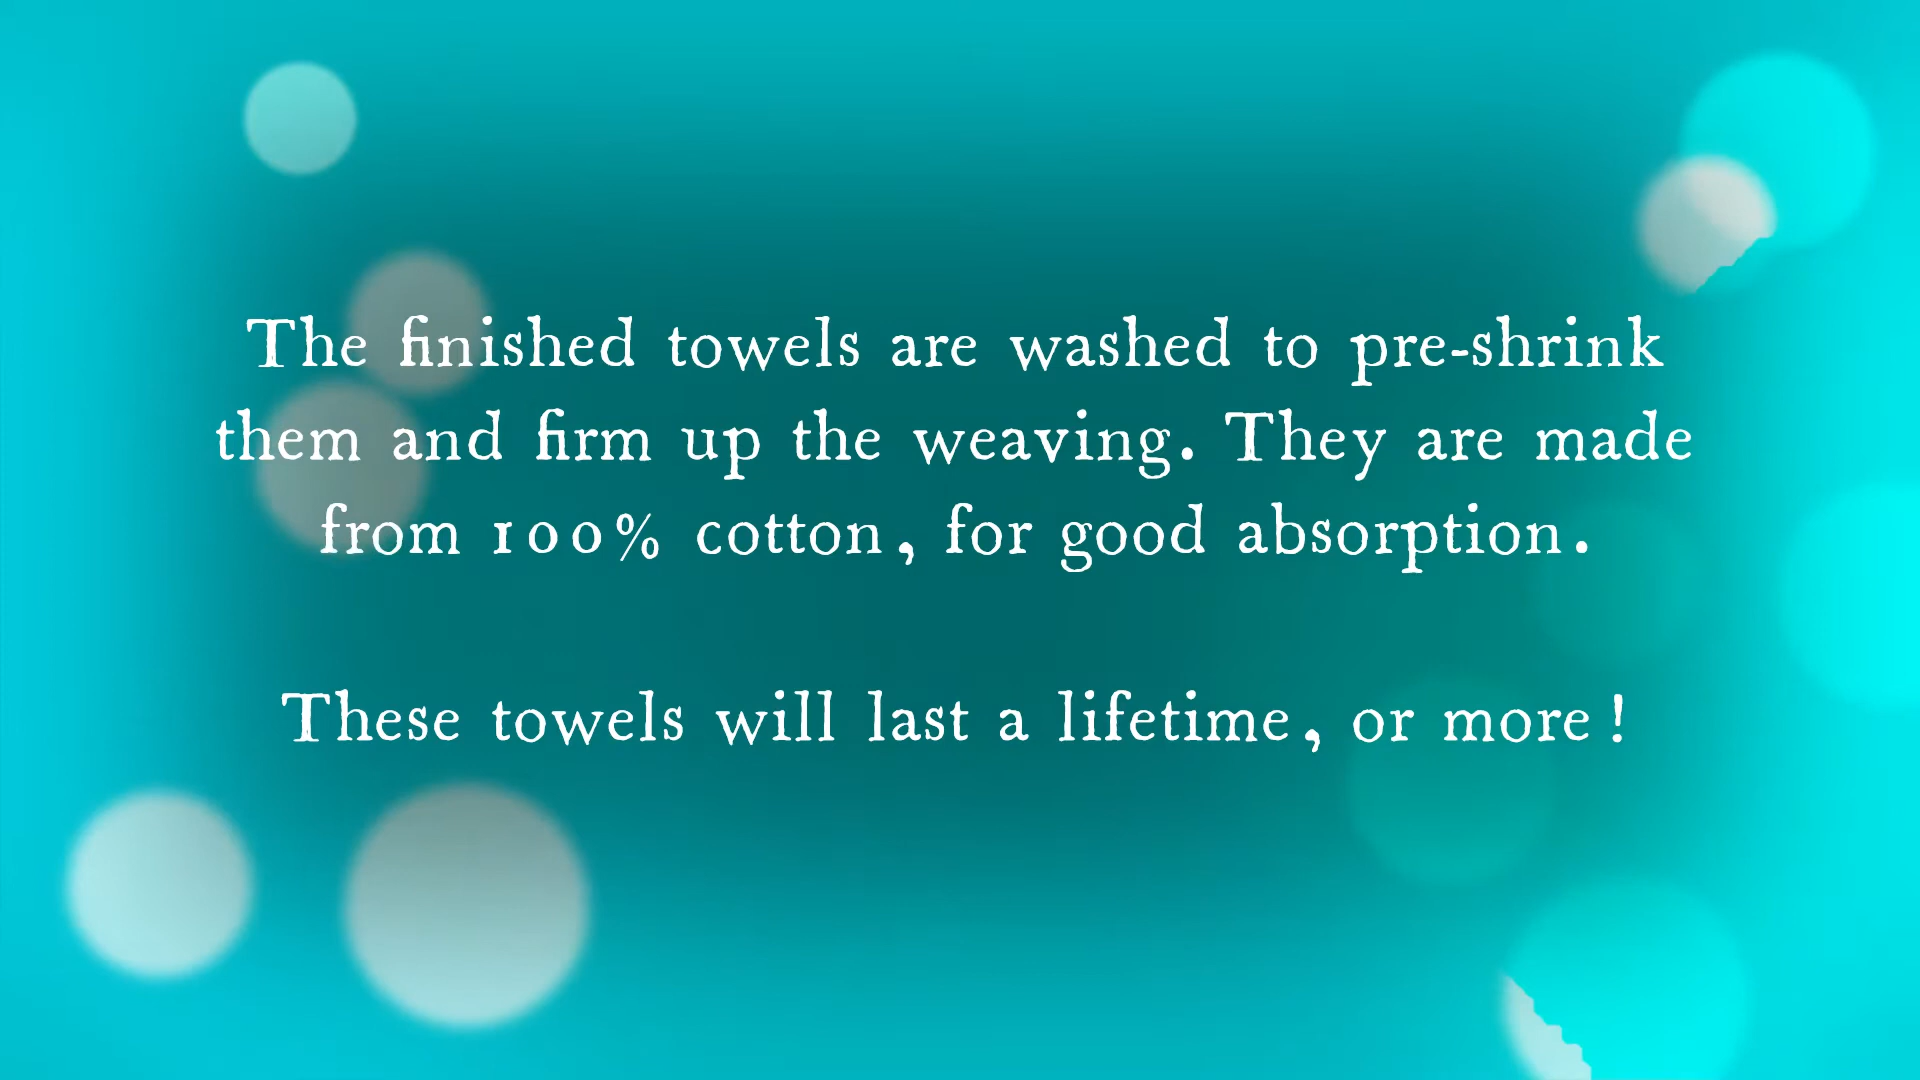 The finished towels are washed to pre-shrink
them and firm up the weaving. They are made
from 100% cotton, for good absorption.
These towels will last a lifetime, or more!